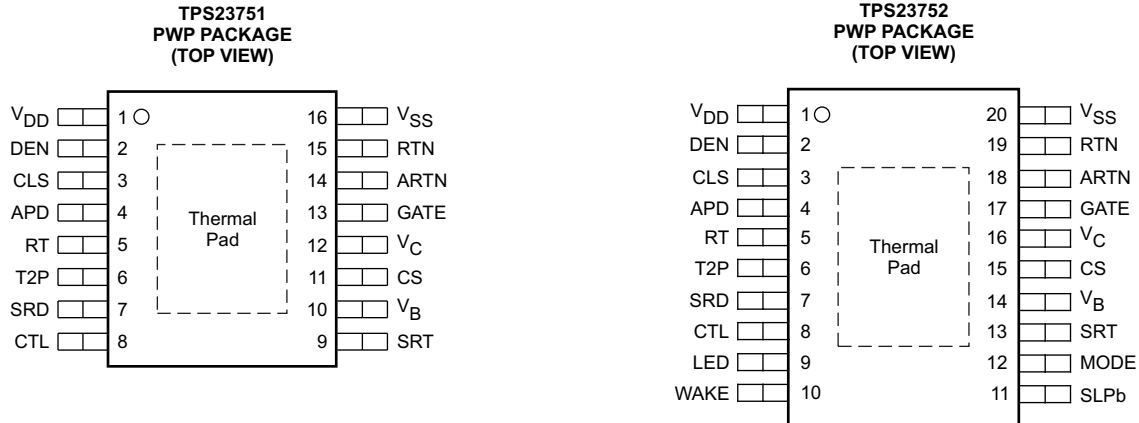 TPS23751
PWP PACKAGE
(TOP VIEW)
VDD 1 16 VSS
DEN 2 15 RTN
CLS 3 14 ARTN
APD 4 13 GATE
RT 5 12 VC
T2P 6 11 CS
SRD 7 10 VB
CTL 8 9 SRT
Thermal
Pad
TPS23752
PWP PACKAGE
(TOP VIEW)
VDD 1 20 VSS
DEN 2 19 RTN
CLS 3 18 ARTN
APD 4 17 GATE
RT 5 16 VC
T2P 6 15 CS
SRD 7 14 VB
CTL 8 13 SRT
LED 9 12 MODE
WAKE 10 11 SLPb
Thermal
Pad